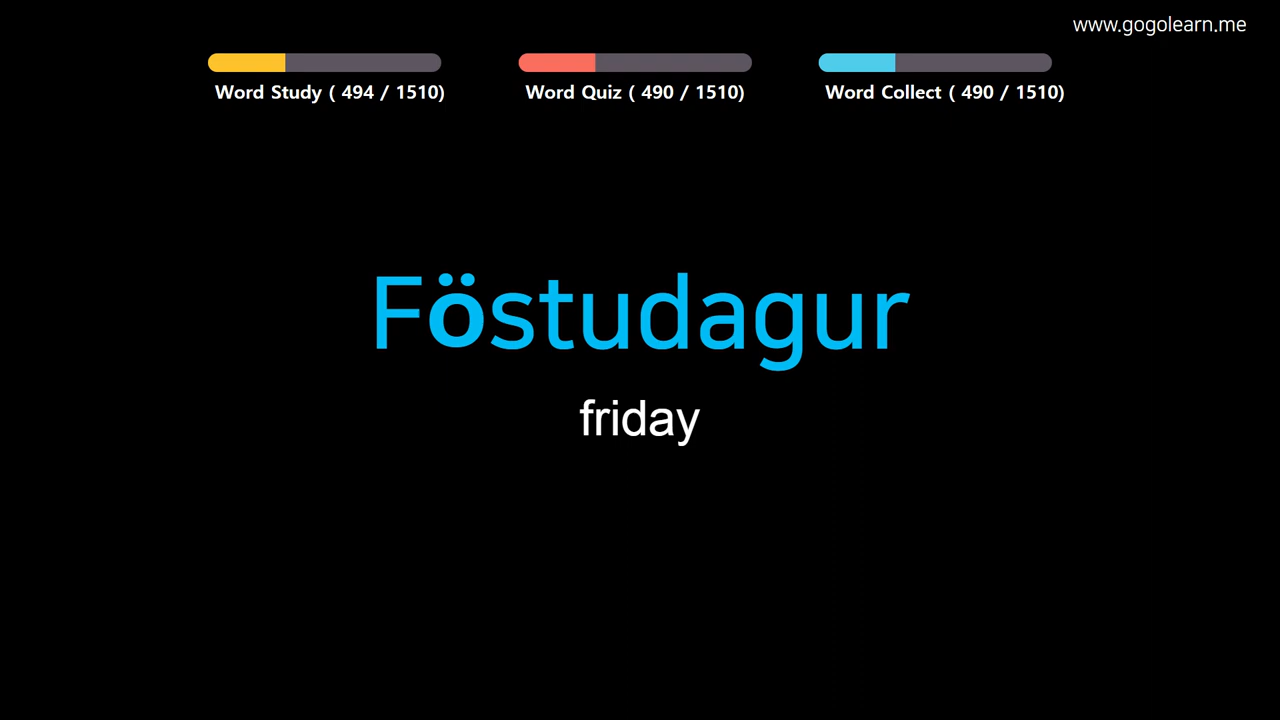 www.gogolearn.me
Word Study ( 494 / 1510)
Word Quiz ( 490 / 1510)
Word Collect ( 490 / 1510)
Föstudagur
friday